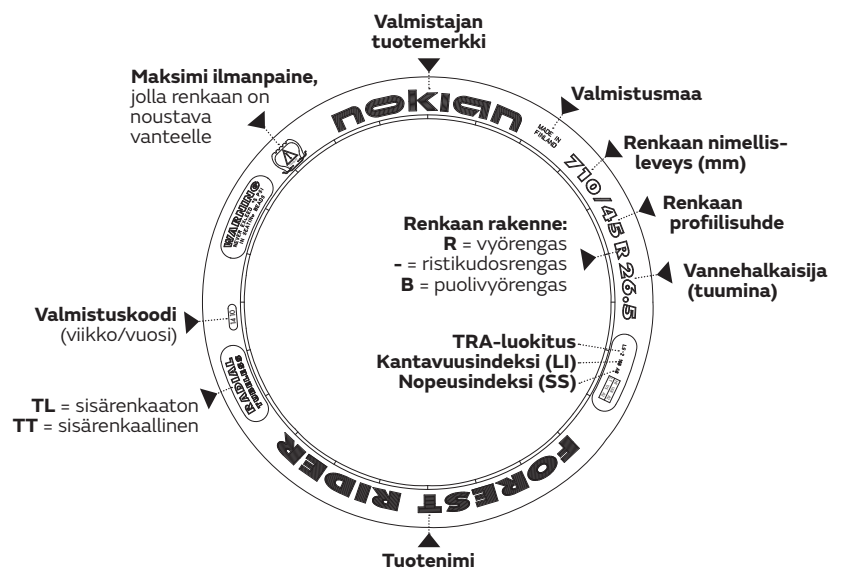 Valmistajan
tuotemerkki
Maksimi ilmanpaine,
jolla renkaan on
noustava
vanteelle
Valmistusmaa
nokian
MADE IN
FINLAND
Renkaan nimellis-
leveys (mm)
710/45 R 26.5
Renkaan
profiilisuhde
WARNING
Renkaan rakenne:
R = vyörengas
- = ristikudosrengas
B = puolivyörengas
Vannehalkaisija
(tuumina)
Valmistuskoodi
(viikko/vuosi)
TRA-luokitus
Kantavuusindeksi (LI)
Nopeusindeksi (SS)
RADIAL
TUBELESS
TL = sisärenkaaton
TT = sisärenkaallinen
FOREST RIDER
Tuotenimi